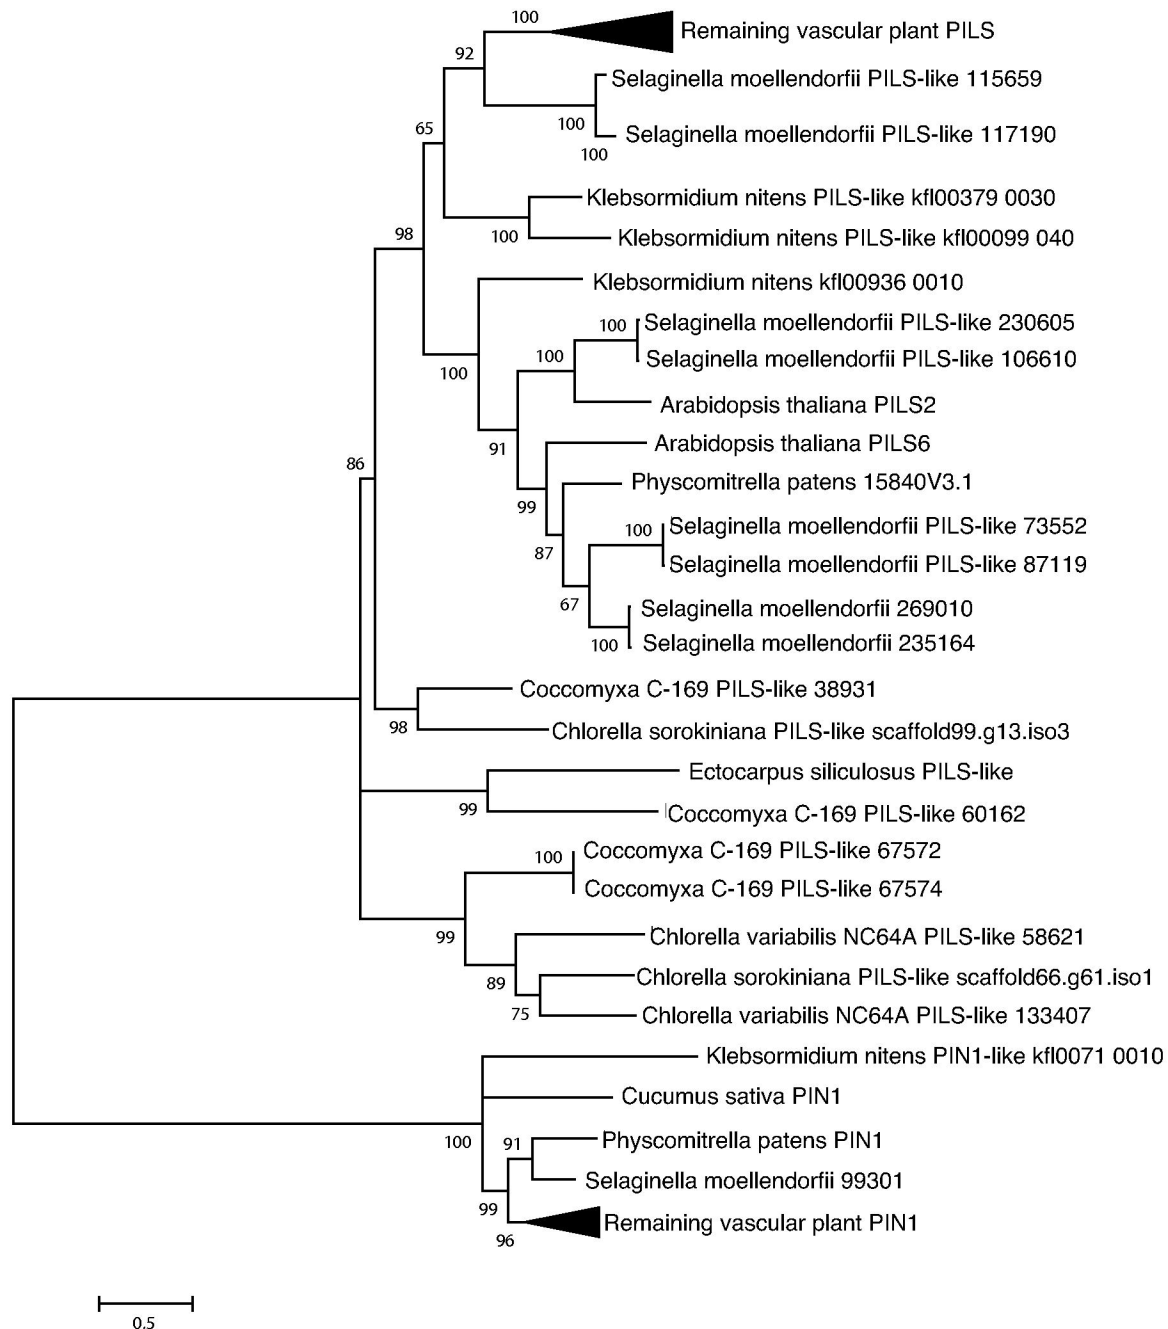 100
Remaining vascular plant PILS
92
Selaginella moellendorfii PILS-like 115659
100
65
Selaginella moellendorfii PILS-like 117190
100
Klebsormidium nitens PILS-like kfl00379 0030
98
100
Klebsormidium nitens PILS-like kfl00099 040
Klebsormidium nitens kfl00936 0010
100
Selaginella moellendorfii PILS-like 230605
100
Selaginella moellendorfii PILS-like 106610
100
Arabidopsis thaliana PILS2
91
Arabidopsis thaliana PILS6
86
Physcomitrella patens 15840V3.1
99
100
Selaginella moellendorfii PILS-like 73552
87
Selaginella moellendorfii PILS-like 87119
67
Selaginella moellendorfii 269010
100
Selaginella moellendorfii 235164
Coccomyxa C-169 PILS-like 38931
98
Chlorella sorokiniana PILS-like scaffold99.g13.iso3
Ectocarpus siliculosus PILS-like
99
Coccomyxa C-169 PILS-like 60162
100
Coccomyxa C-169 PILS-like 67572
Coccomyxa C-169 PILS-like 67574
99
Chlorella variabilis NC64A PILS-like 58621
89
Chlorella sorokiniana PILS-like scaffold66.g61.iso1
75
Chlorella variabilis NC64A PILS-like 133407
Klebsormidium nitens PIN1-like kfl0071 0010
Cucumus sativa PIN1
100
91
Physcomitrella patens PIN1
Selaginella moellendorfii 99301
99
Remaining vascular plant PIN1
96
0.5